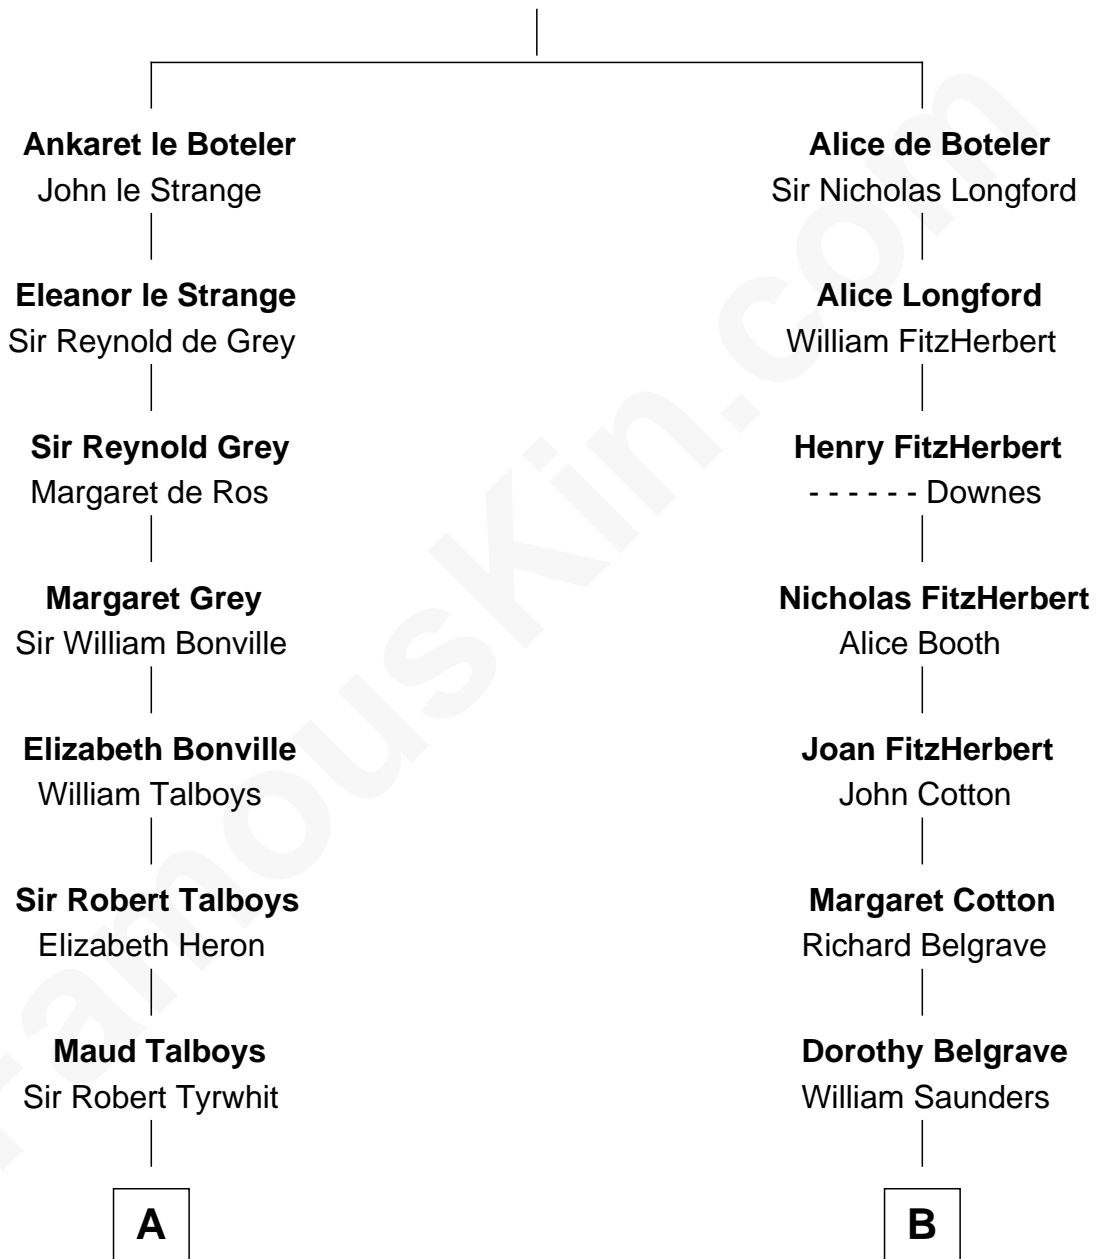 Ankaret le Boteler
John le Strange
Eleanor le Strange
Sir Reynold de Grey
Sir Reynold Grey
Margaret de Ros
Margaret Grey
Sir William Bonville
Elizabeth Bonville
William Talboys
Sir Robert Talboys
Elizabeth Heron
Maud Talboys
Sir Robert Tyrwhit
A
Alice de Boteler
Sir Nicholas Longford
Alice Longford
William FitzHerbert
Henry FitzHerbert
- - - - - - Downes
Nicholas FitzHerbert
Alice Booth
Joan FitzHerbert
John Cotton
Margaret Cotton
Richard Belgrave
Dorothy Belgrave
William Saunders
B
FamousKin.com